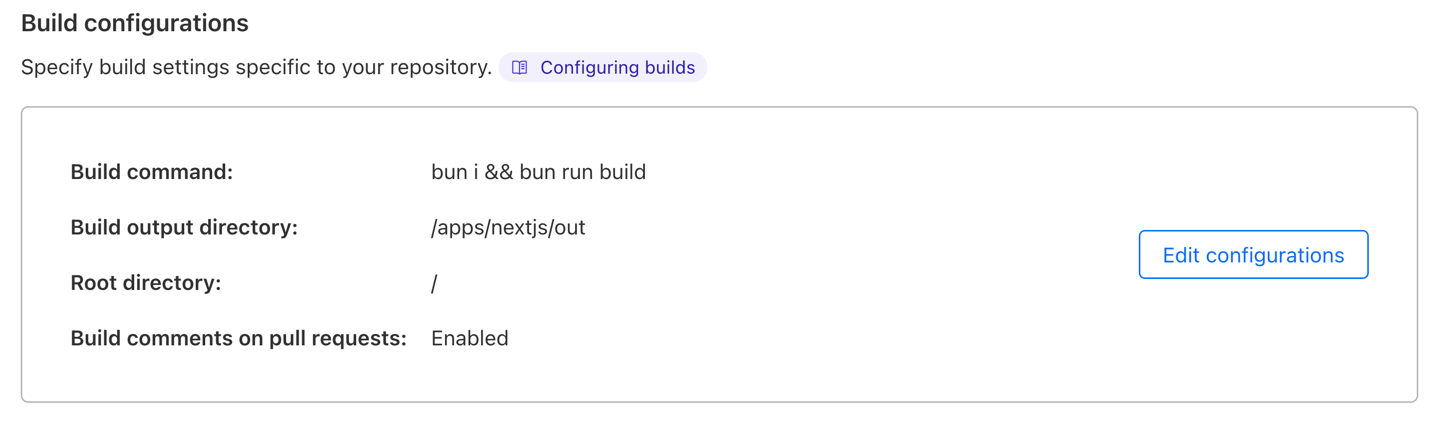 Build configurations
Specify build settings specific to your repository. Configuring builds
Build command: bun i && bun run build
Build output directory: /apps/nextjs/out
Edit configurations
Root directory: /
Build comments on pull requests: Enabled